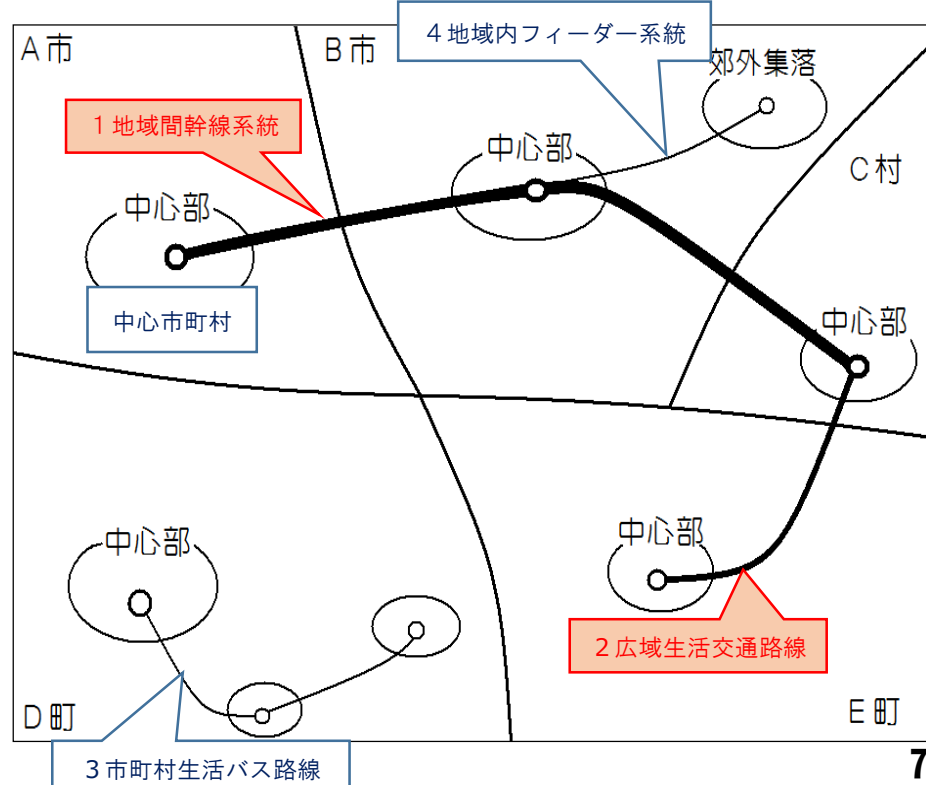 A市
B市
４地域内フィーダー系統
郊外集落
１地域間幹線系統
中心部
C村
中心部
中心市町村
中心部
中心部
中心部
２広域生活交通路線
D町
E町
３市町村生活バス路線
7